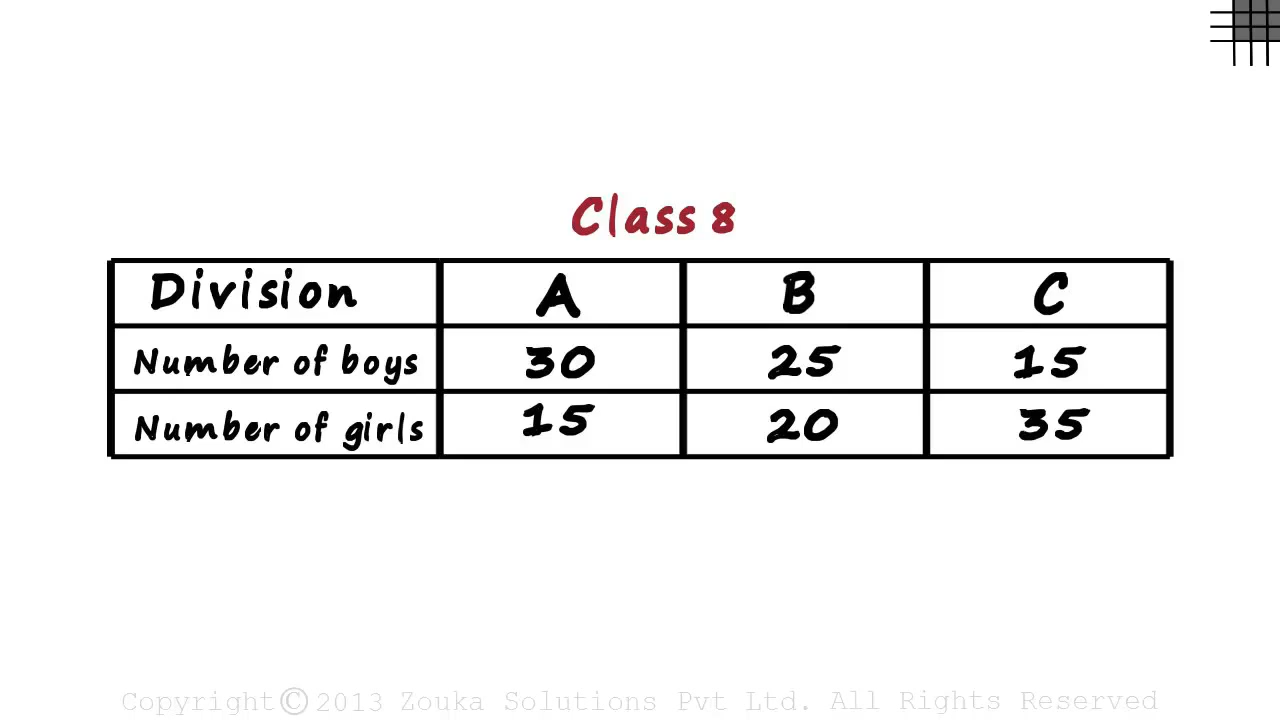 Class 8
Division A B C
Number of boys 30 25 15
Number of girls 15 20 35
Copyright© 2013 Zouka Solutions Pvt Ltd. All Rights Reserved